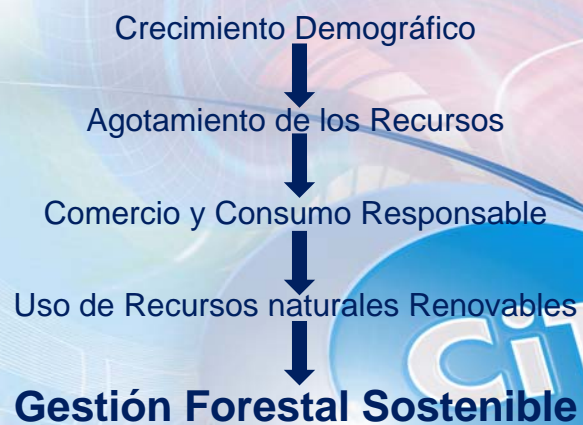 Crecimiento Demográfico
Agotamiento de los Recursos
Comercio y Consumo Responsable
Uso de Recursos naturales Renovables
Gestión Forestal Sostenible